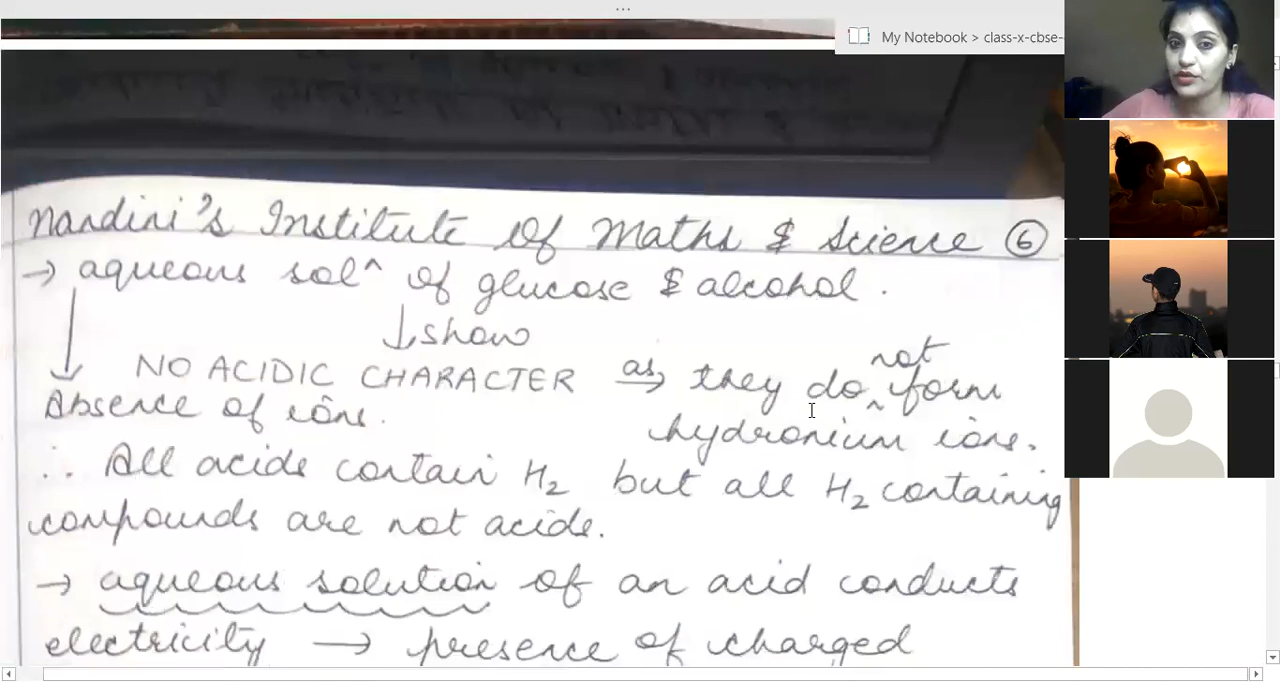 ...
My Notebook > class-x-cbse-
Nandini's Institute Of Maths & Science 6
→ aqueous sol^ of glucose & alcohol.
↓ show
NO ACIDIC CHARACTER as→ they do not form
Absence of ions.
hydronium ions.
∴ All acids contain H₂ but all H₂ containing
compounds are not acids.
→ aqueous solution of an acid conducts
electricity → presence of charged